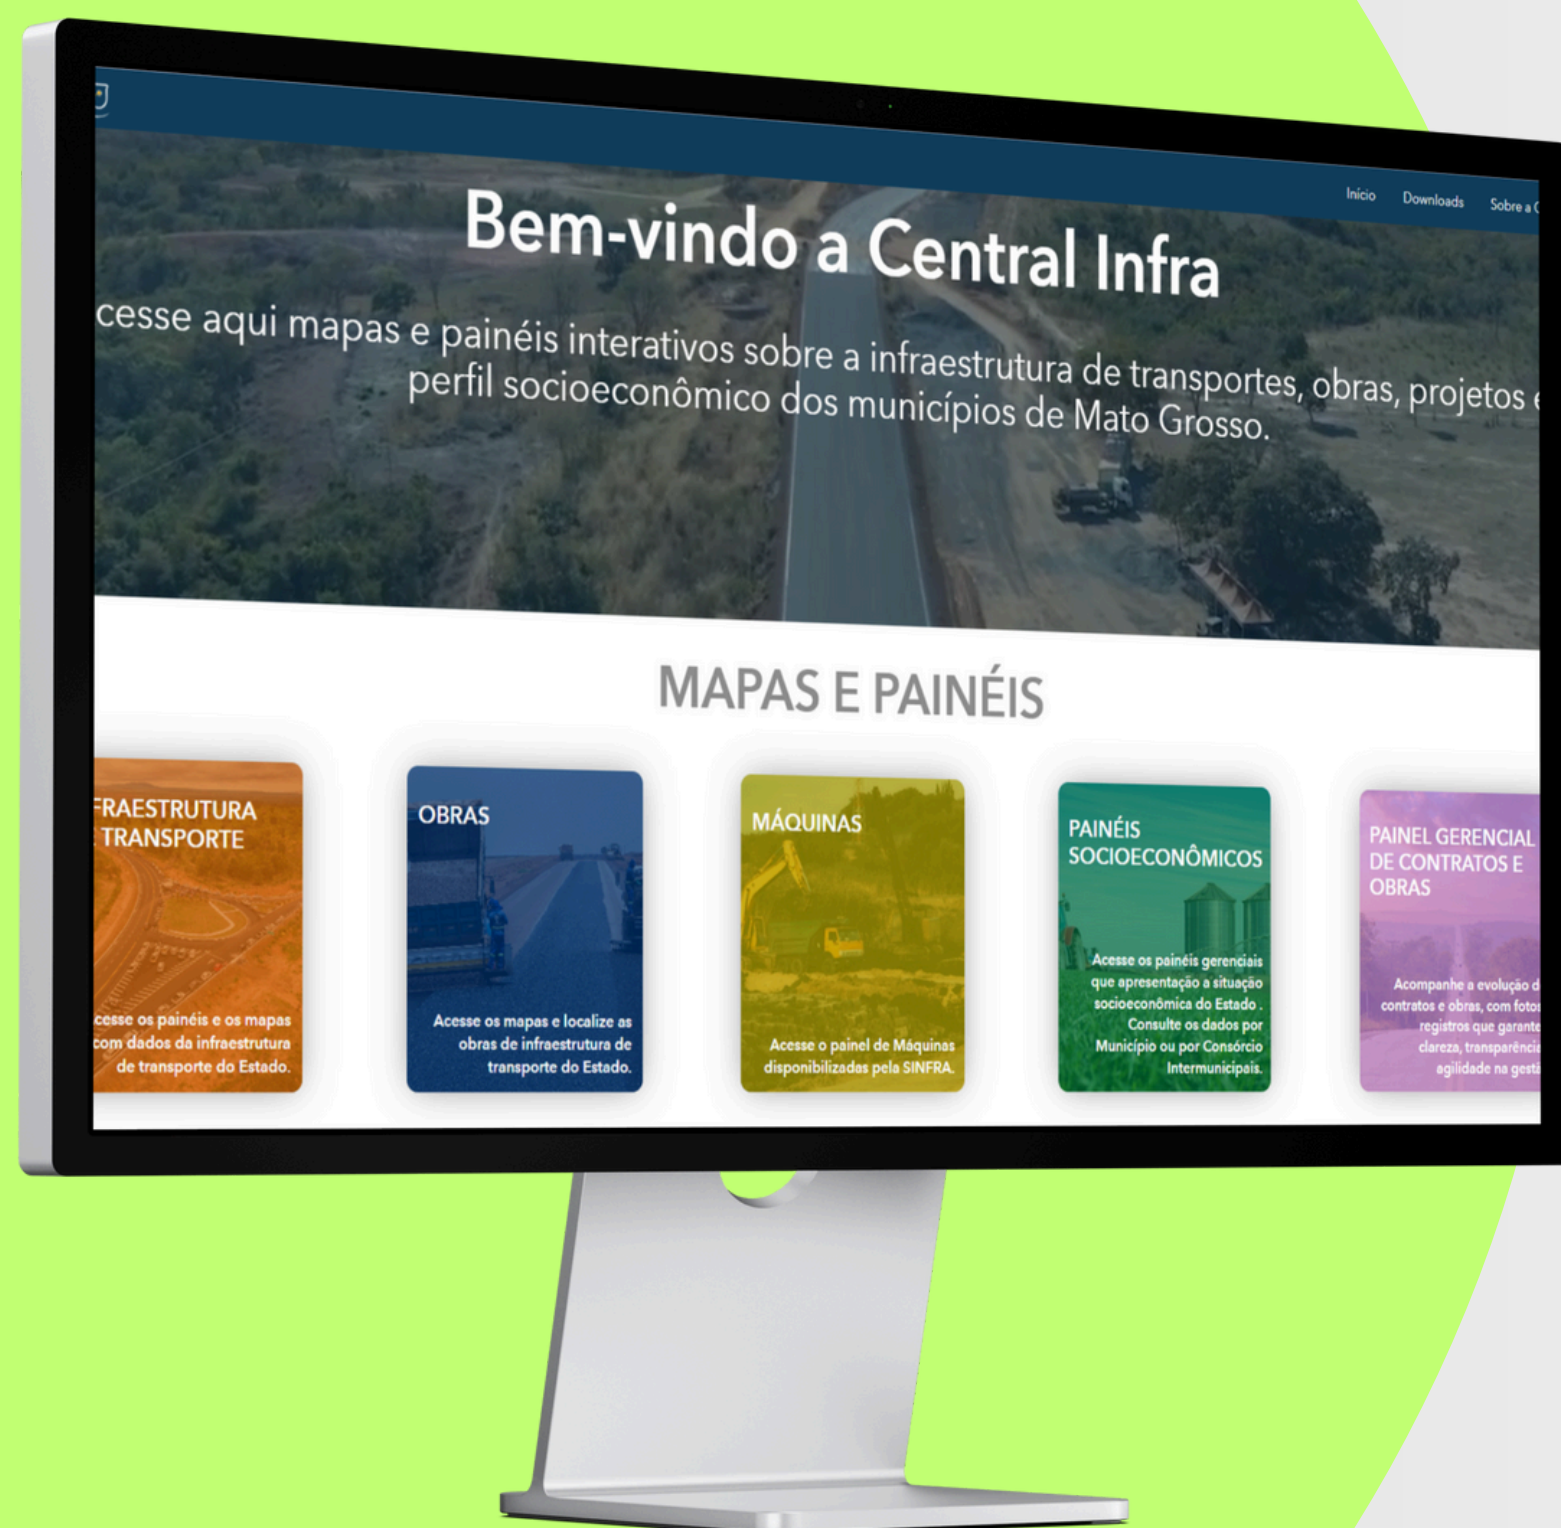 Início Downloads Sobre a
Bem-vindo a Central Infra
cesse aqui mapas e painéis interativos sobre a infraestrutura de transportes, obras, projetos e
perfil socioeconômico dos municípios de Mato Grosso.
MAPAS E PAINÉIS
FRAESTRUTURA
TRANSPORTE
cesse os painéis e os mapas
com dados da infraestrutura
de transporte do Estado.
OBRAS
Acesse os mapas e localize as
obras de infraestrutura de
transporte do Estado.
MÁQUINAS
Acesse o painel de Máquinas
disponibilizadas pela SINFRA.
PAINÉIS
SOCIOECONÔMICOS
Acesse os painéis gerenciais
que apresentação a situação
socioeconômica do Estado .
Consulte os dados por
Município ou por Consórcio
Intermunicipais.
PAINEL GERENCIAL
DE CONTRATOS E
OBRAS
Acompanhe a evolução d
contratos e obras, com fotos
registros que garante
clareza, transparência
agilidade na gestã